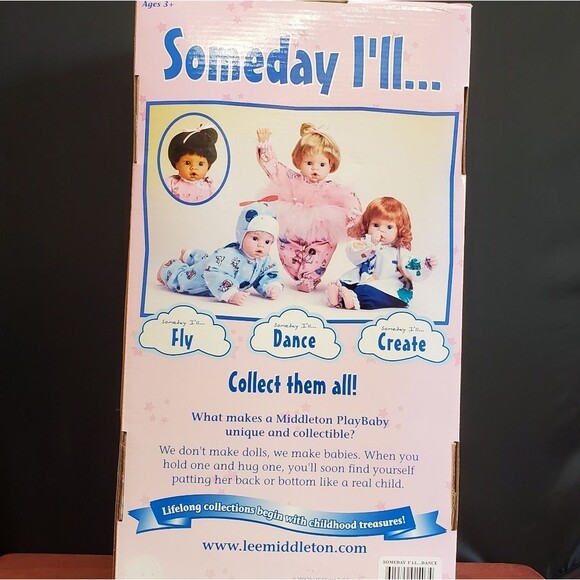 Ages 3+
Someday I'll...
someday I'll...
Fly
someday I'll...
Dance
someday I'll...
Create
Collect them all!
What makes a Middleton PlayBaby
unique and collectible?
We don't make dolls, we make babies. When you
hold one and hug one, you'll soon find yourself
patting her back or bottom like a real child.
Lifelong collections begin with childhood treasures!
www.leemiddleton.com
SOMEDAY I'LL...DANCE